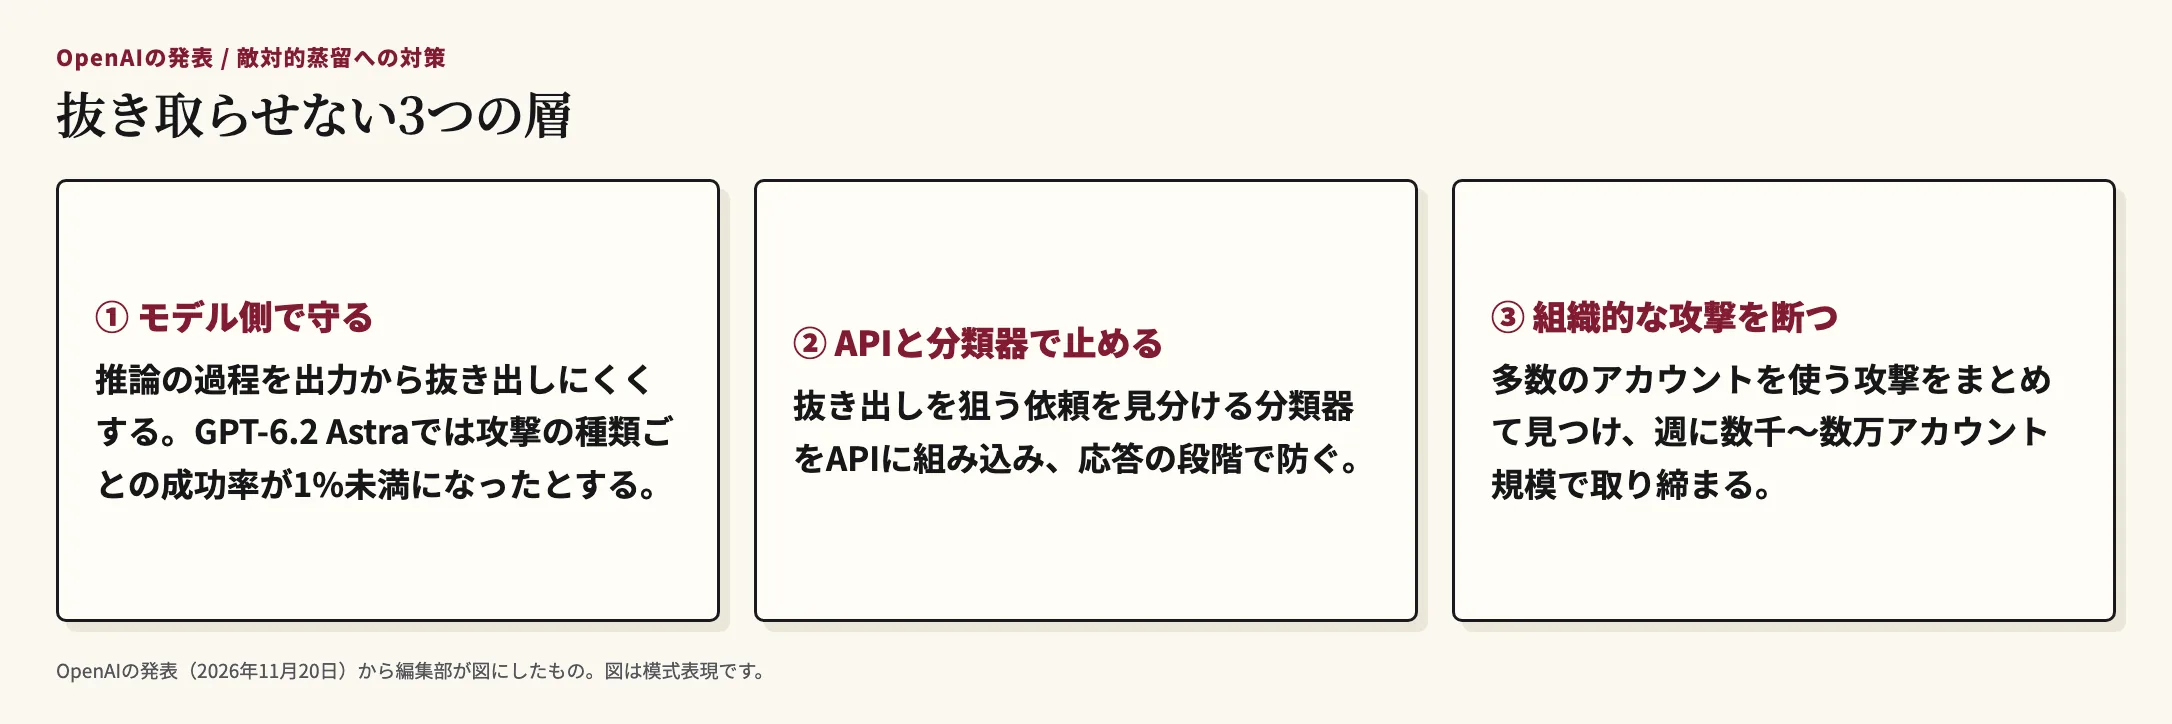 OpenAIの発表 / 敵対的蒸留への対策
抜き取らせない3つの層
① モデル側で守る
推論の過程を出力から抜き出しにくく
する。GPT-6.2 Astraでは攻撃の種類ご
との成功率が1%未満になったとする。
② APIと分類器で止める
抜き出しを狙う依頼を見分ける分類器
をAPIに組み込み、応答の段階で防ぐ。
③ 組織的な攻撃を断つ
多数のアカウントを使う攻撃をまとめ
て見つけ、週に数千〜数万アカウント
規模で取り締まる。
OpenAIの発表（2026年11月20日）から編集部が図にしたもの。図は模式表現です。